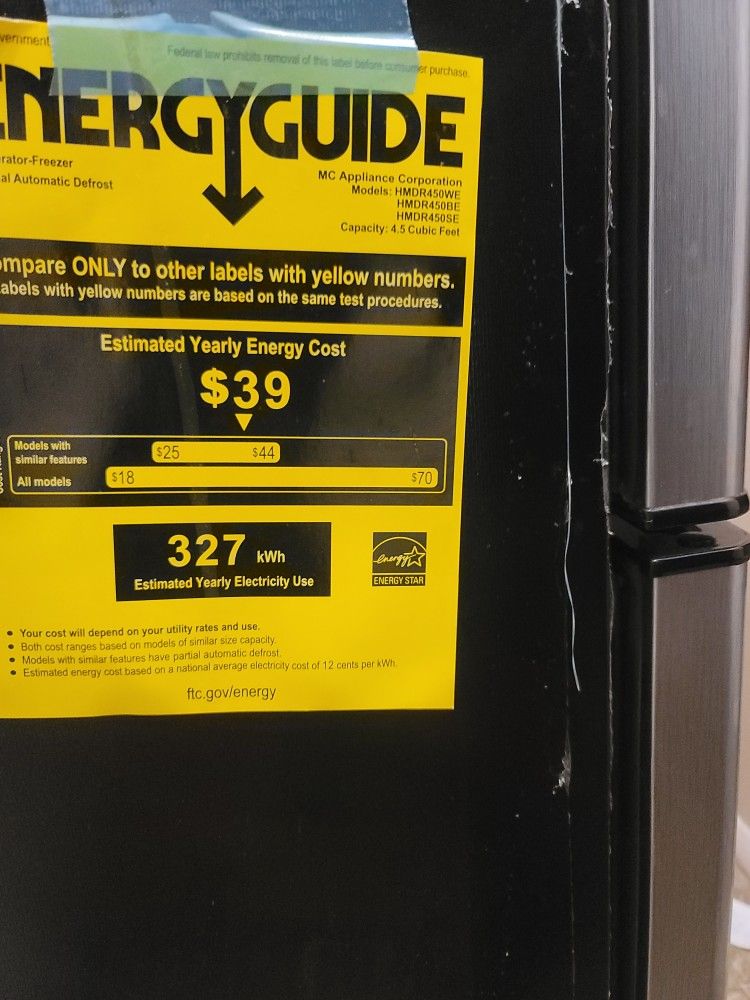 vernment
Federal law prohibits removal of this label before consumer purchase.
ENERGYGUIDE
rator-Freezer
al Automatic Defrost
MC Appliance Corporation
Models: HMDR450WE
HMDR450BE
HMDR450SE
Capacity: 4.5 Cubic Feet
ompare ONLY to other labels with yellow numbers.
abels with yellow numbers are based on the same test procedures.
Estimated Yearly Energy Cost
$39
Models with
similar features
$25 $44
All models
$18 $70
327 kWh
Estimated Yearly Electricity Use
energy
ENERGY STAR
• Your cost will depend on your utility rates and use.
• Both cost ranges based on models of similar size capacity.
• Models with similar features have partial automatic defrost.
• Estimated energy cost based on a national average electricity cost of 12 cents per kWh.
ftc.gov/energy